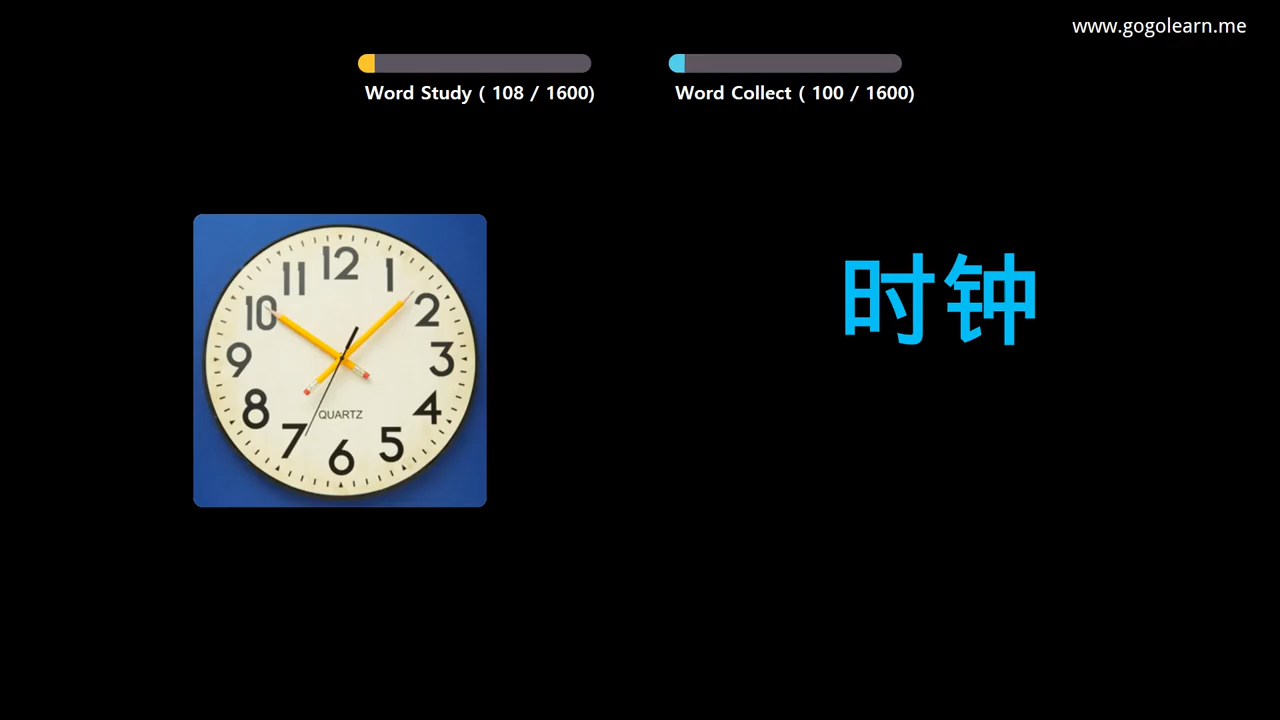 www.gogolearn.me
Word Study ( 108 / 1600)
Word Collect ( 100 / 1600)
时钟
12
11
1
10
2
9
3
8
4
QUARTZ
7
5
6